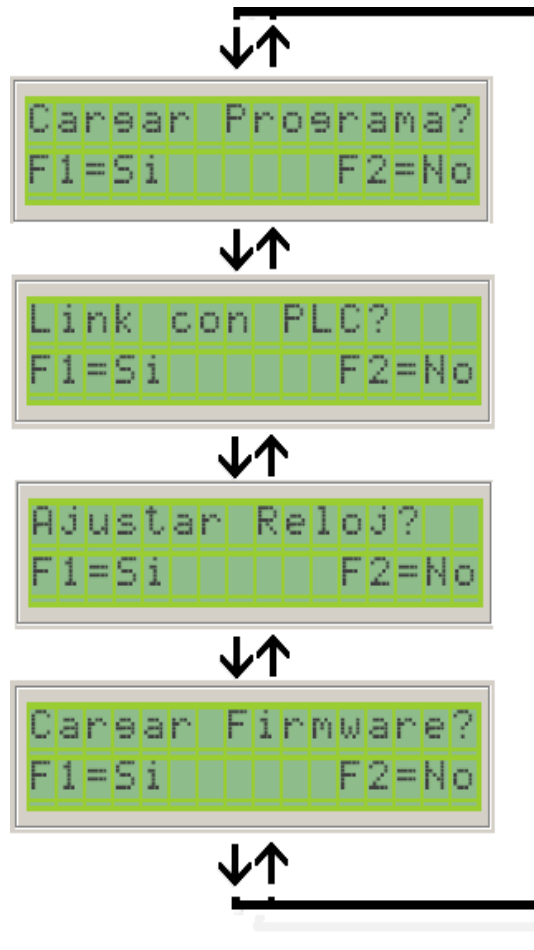 Cargar Programa?
F1=Si F2=No
Link con PLC?
F1=Si F2=No
Ajustar Reloj?
F1=Si F2=No
Cargar Firmware?
F1=Si F2=No